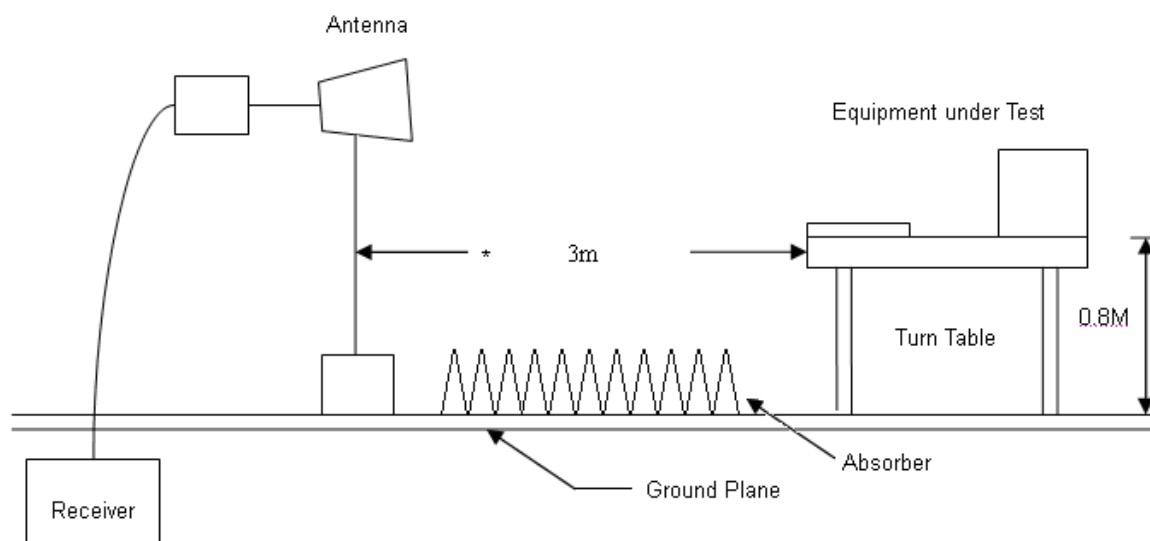 Antenna
Equipment under Test
* 3m
0.8M
Turn Table
Absorber
Ground Plane
Receiver